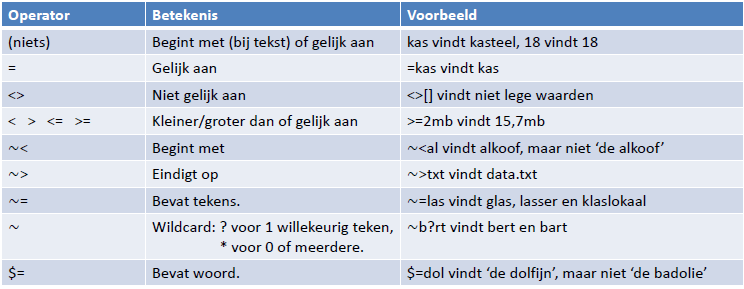 Operator Betekenis Voorbeeld
(niets) Begint met (bij tekst) of gelijk aan kas vindt kasteel, 18 vindt 18
= Gelijk aan =kas vindt kas
<> Niet gelijk aan <>[] vindt niet lege waarden
< > <= >= Kleiner/groter dan of gelijk aan >=2mb vindt 15,7mb
~< Begint met ~<al vindt alkoof, maar niet ‘de alkoof’
~> Eindigt op ~>txt vindt data.txt
~= Bevat tekens. ~=las vindt glas, lasser en klaslokaal
~ Wildcard: ? voor 1 willekeurig teken, ~b?rt vindt bert en bart
* voor 0 of meerdere.
$= Bevat woord. $=dol vindt ‘de dolfijn’, maar niet ‘de badolie’